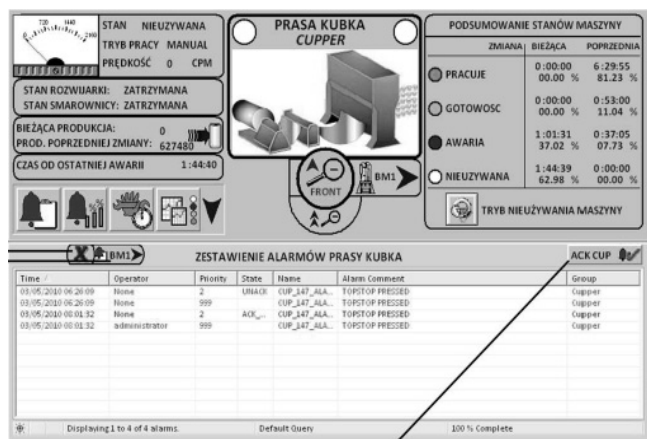 720 1440
0 2160
STAN NIEUZYWANA
TRYB PRACY MANUAL
PRĘDKOŚĆ 0 CPM
STAN ROZWIJARKI: ZATRZYMANA
STAN SMAROWNICY: ZATRZYMANA
BIEŻĄCA PRODUKCJA: 0
PROD. POPRZEDNIEJ ZMIANY: 627480
CZAS OD OSTATNIEJ AWARII 1:44:40
PRASA KUBKA
CUPPER
FRONT
BM1
PODSUMOWANIE STANÓW MASZYNY
ZMIANA BIEŻĄCA POPRZEDNIA
PRACUJE 0:00:00 6:29:55
00.00 % 81.23 %
GOTOWOSC 0:00:00 0:53:00
00.00 % 11.04 %
AWARIA 1:01:31 0:37:05
37.02 % 07.73 %
NIEUZYWANA 1:44:39 0:00:00
62.98 % 00.00 %
TRYB NIEUŻYWANIA MASZYNY
X BM1 ZESTAWIENIE ALARMÓW PRASY KUBKA ACK CUP
Time / Operator Priority State Name Alarm Comment Group
03/05/2010 06:26:09 None 2 UNACK CUP_147_ALA... TOPSTOP PRESSED Cupper
03/05/2010 06:26:09 None 999 CUP_147_ALA... TOPSTOP PRESSED Cupper
03/05/2010 00:01:32 None 2 ACK_... CUP_147_ALA... TOPSTOP PRESSED Cupper
03/05/2010 00:01:32 administrator 999 CUP_147_ALA... TOPSTOP PRESSED Cupper
Displaying 1 to 4 of 4 alarms. Default Query 100 % Complete